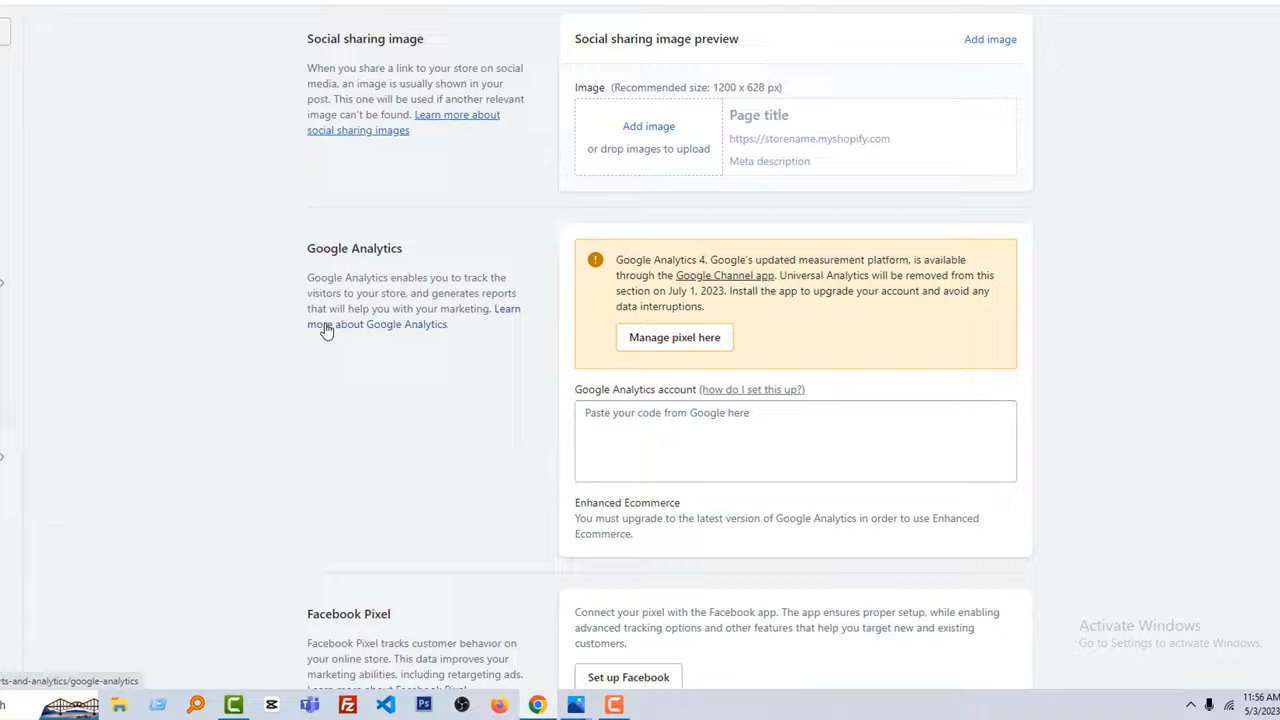 Social sharing image
When you share a link to your store on social
media, an image is usually shown in your
post. This one will be used if another relevant
image can't be found. Learn more about
social sharing images
Social sharing image preview
Add image
Image (Recommended size: 1200 x 628 px)
Add image
or drop images to upload
Page title
https://storename.myshopify.com
Meta description
Google Analytics
Google Analytics enables you to track the
visitors to your store, and generates reports
that will help you with your marketing. Learn
more about Google Analytics.
Google Analytics 4, Google's updated measurement platform, is available
through the Google Channel app. Universal Analytics will be removed from this
section on July 1, 2023. Install the app to upgrade your account and avoid any
data interruptions.
Manage pixel here
Google Analytics account (how do I set this up?)
Paste your code from Google here
Enhanced Ecommerce
You must upgrade to the latest version of Google Analytics in order to use Enhanced
Ecommerce.
Facebook Pixel
Facebook Pixel tracks customer behavior on
your online store. This data improves your
marketing abilities, including retargeting ads.
Learn more about Facebook Pixel.
Connect your pixel with the Facebook app. The app ensures proper setup, while enabling
advanced tracking options and other features that help you target new and existing
customers.
Set up Facebook
Activate Windows
Go to Settings to activate Windows.
rts-and-analytics/google-analytics
h
Ps
11:56 AM
5/3/2023